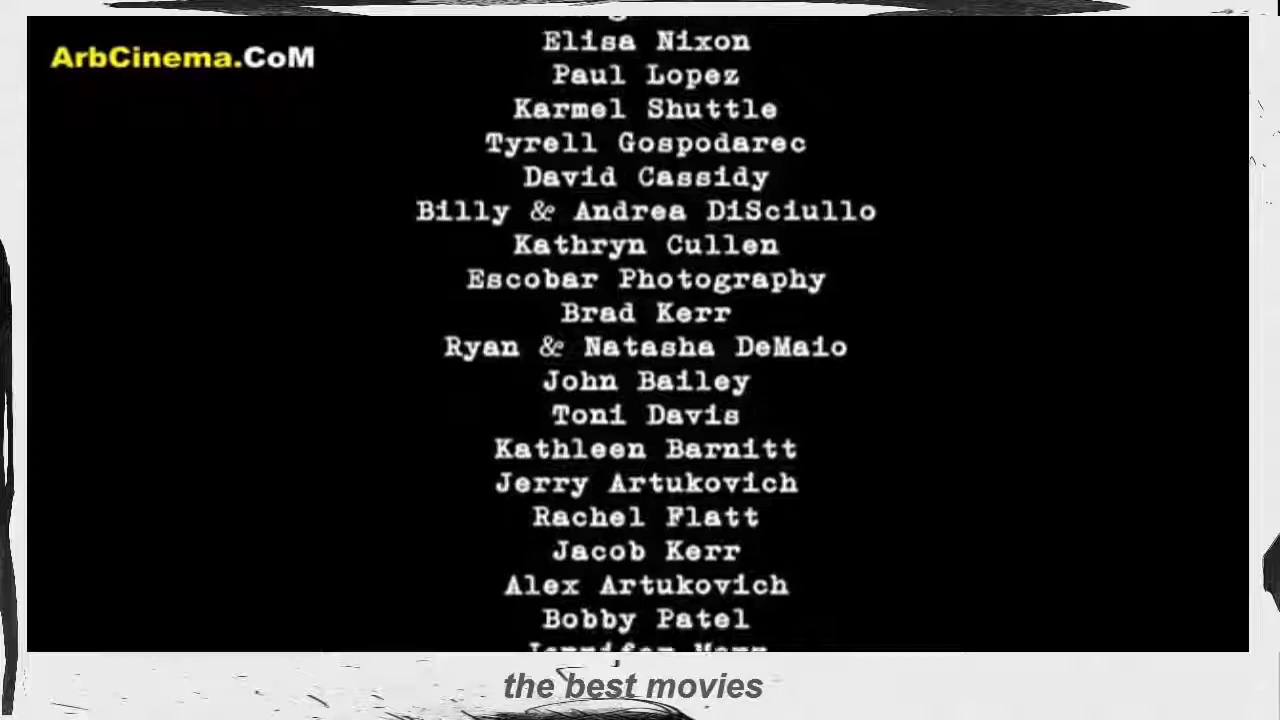 ArbCinema.CoM
Elisa Nixon
Paul Lopez
Karmel Shuttle
Tyrell Gospodarec
David Cassidy
Billy & Andrea DiSciullo
Kathryn Cullen
Escobar Photography
Brad Kerr
Ryan & Natasha DeMaio
John Bailey
Toni Davis
Kathleen Barnitt
Jerry Artukovich
Rachel Flatt
Jacob Kerr
Alex Artukovich
Bobby Patel
the best movies